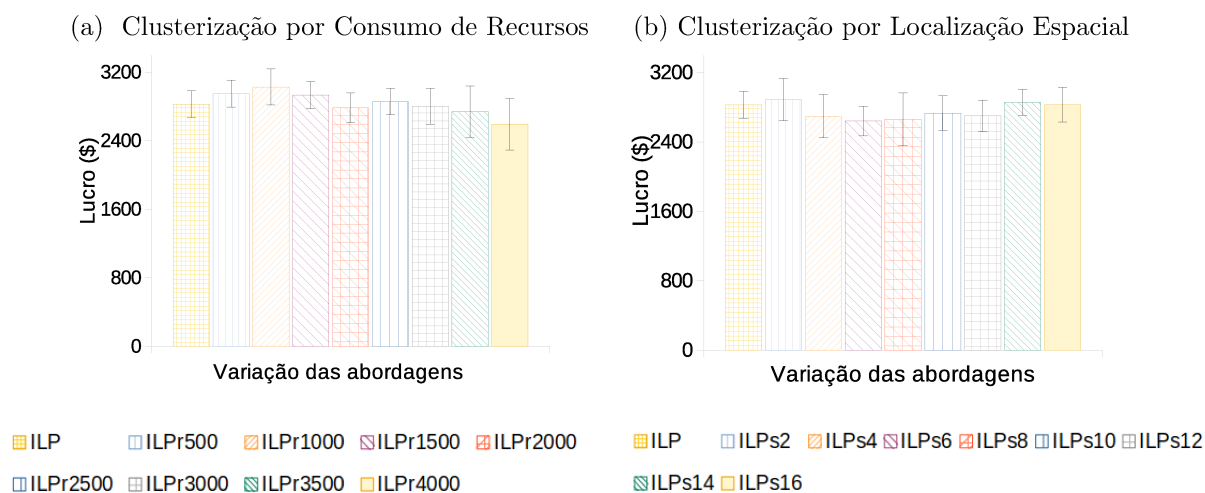 (a) Clusterização por Consumo de Recursos
3200
2400
1600
800
0
Lucro ($)
Variação das abordagens
ILP ILPr500 ILPr1000 ILPr1500 ILPr2000
ILPr2500 ILPr3000 ILPr3500 ILPr4000
(b) Clusterização por Localização Espacial
3200
2400
1600
800
0
Lucro ($)
Variação das abordagens
ILP ILPs2 ILPs4 ILPs6 ILPs8 ILPs10 ILPs12
ILPs14 ILPs16